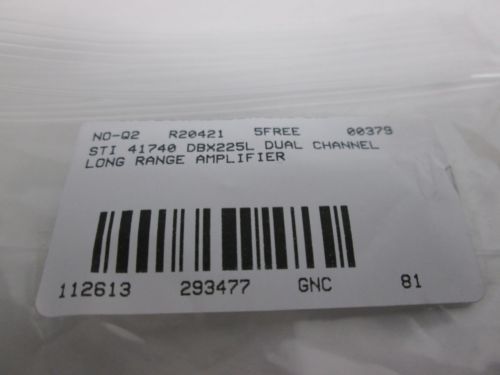 NO-Q2 R20421 5FREE 00379
STI 41740 DBX225L DUAL CHANNEL
LONG RANGE AMPLIFIER
112613 293477 GNC 81